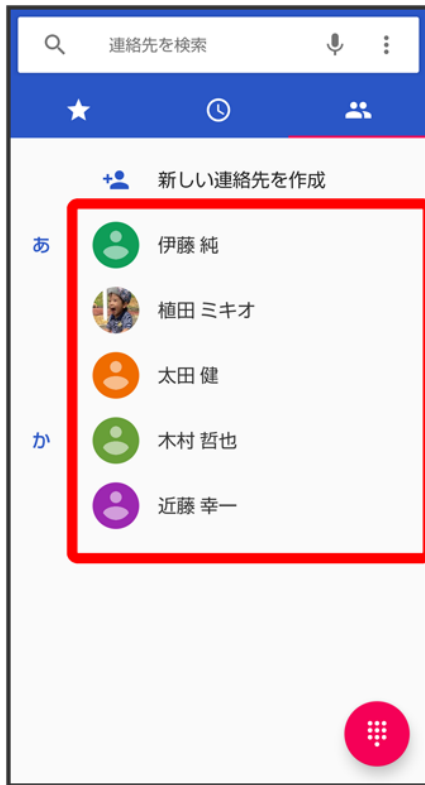 連絡先を検索
新しい連絡先を作成
あ
伊藤 純
植田 ミキオ
太田 健
か
木村 哲也
近藤 幸一